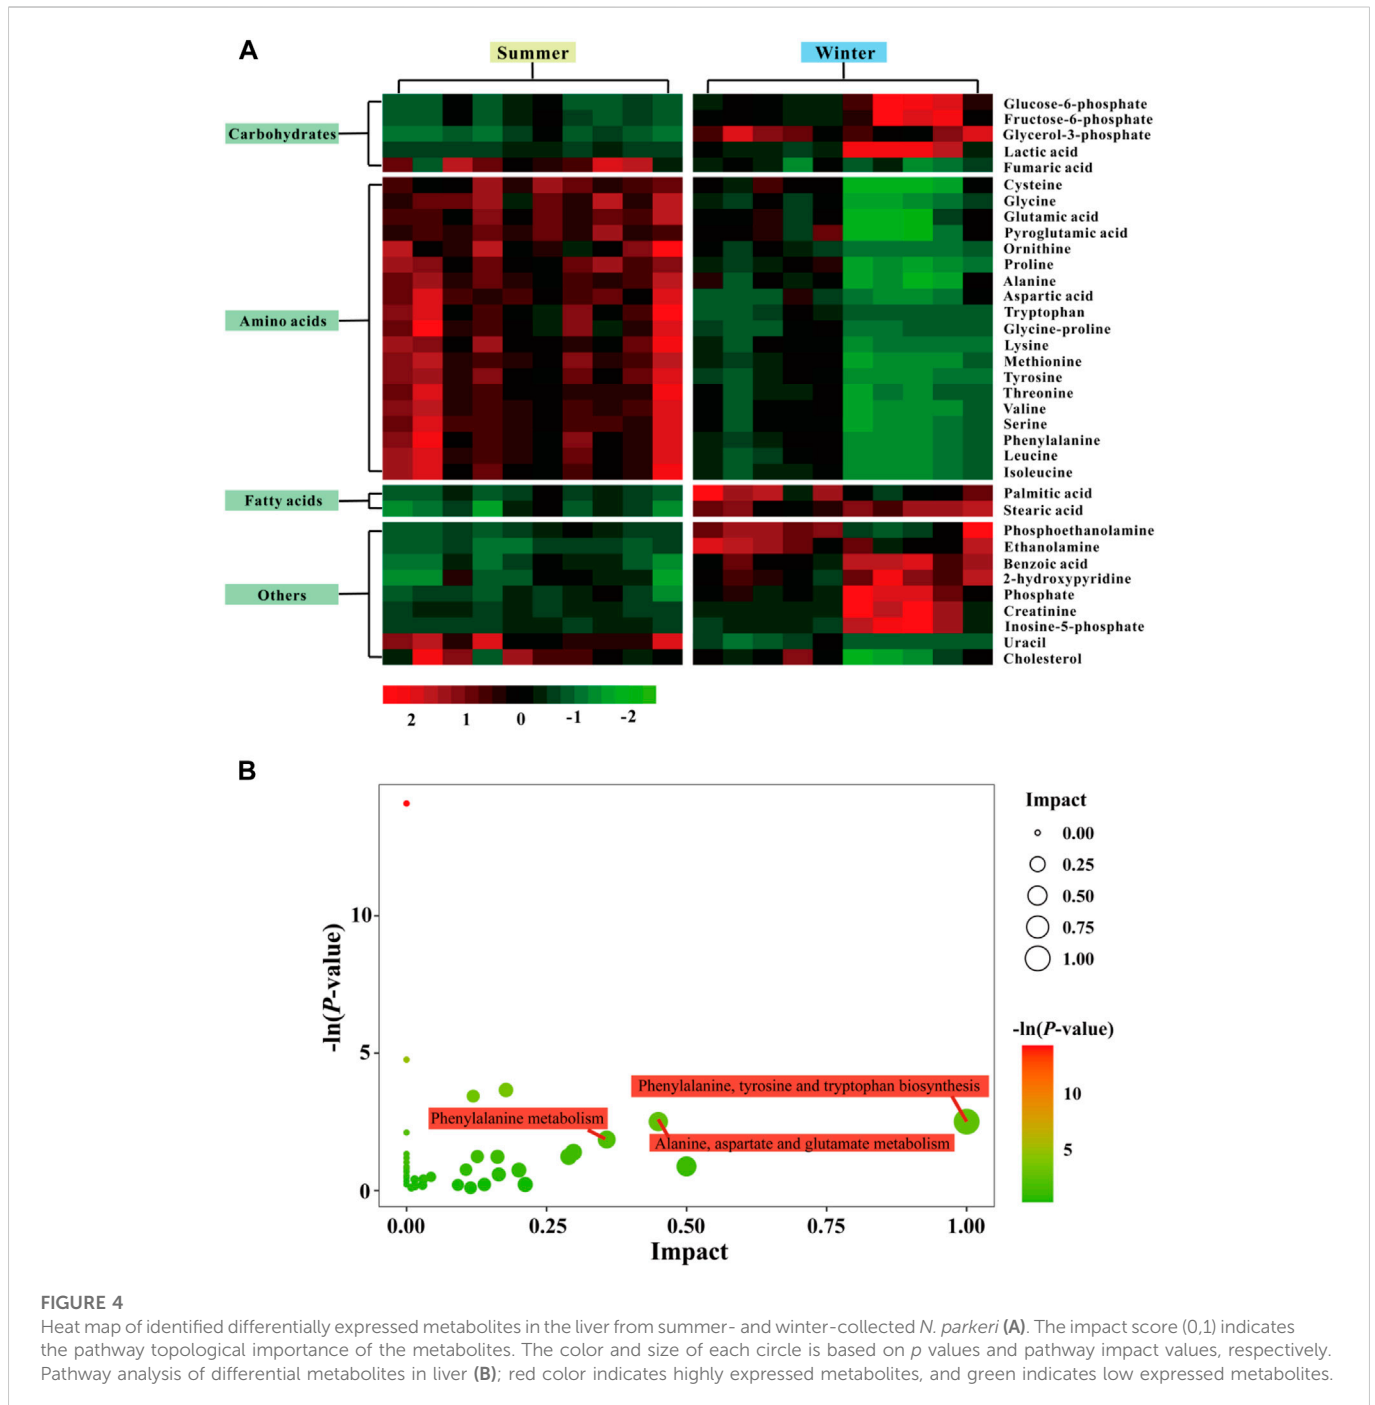 A
Summer
Winter
Carbohydrates
Glucose-6-phosphate
Fructose-6-phosphate
Glycerol-3-phosphate
Lactic acid
Fumaric acid
Amino acids
Cysteine
Glycine
Glutamic acid
Pyroglutamic acid
Ornithine
Proline
Alanine
Aspartic acid
Tryptophan
Glycine-proline
Lysine
Methionine
Tyrosine
Threonine
Valine
Serine
Phenylalanine
Leucine
Isoleucine
Fatty acids
Palmitic acid
Stearic acid
Others
Phosphoethanolamine
Ethanolamine
Benzoic acid
2-hydroxypyridine
Phosphate
Creatinine
Inosine-5-phosphate
Uracil
Cholesterol
2 1 0 -1 -2
B
-ln(P-value)
10
5
0
0.00 0.25 0.50 0.75 1.00
Impact
Phenylalanine, tyrosine and tryptophan biosynthesis
Phenylalanine metabolism
Alanine, aspartate and glutamate metabolism
Impact
0.00
0.25
0.50
0.75
1.00
-ln(P-value)
10
5
FIGURE 4
Heat map of identified differentially expressed metabolites in the liver from summer- and winter-collected N. parkeri (A). The impact score (0,1) indicates
the pathway topological importance of the metabolites. The color and size of each circle is based on p values and pathway impact values, respectively.
Pathway analysis of differential metabolites in liver (B); red color indicates highly expressed metabolites, and green indicates low expressed metabolites.